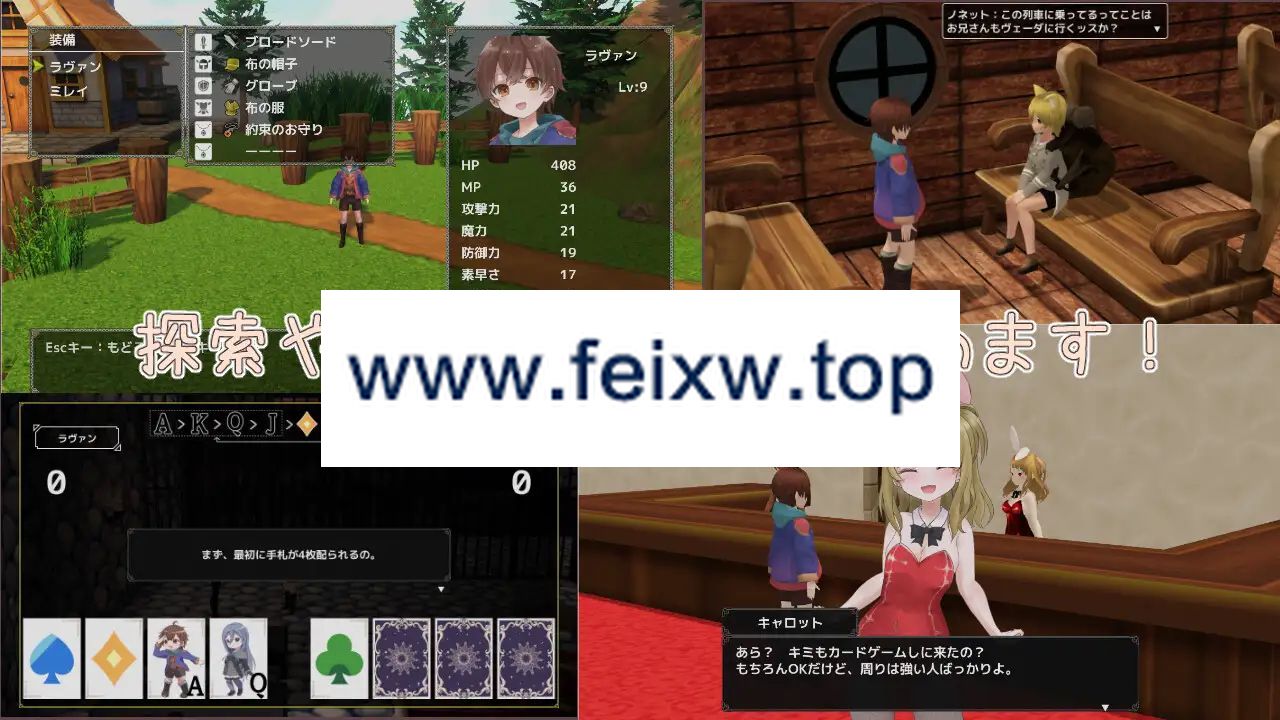 装備
ラヴァン
ミレイ
ブロードソード
布の帽子
グローブ
布の服
約束のお守り
ーーーー
ラヴァン
Lv:9
HP 408
MP 36
攻撃力 21
魔力 21
防御力 19
素早さ 17
ノネット：この列車に乗ってるってことは
お兄さんもヴェーダに行くッスか？
Escキー：もど
探索や
ます！
www.feixw.top
ラヴァン
A > K > Q > J >
0
0
まず、最初に手札が4枚配られるの。
A
Q
キャロット
あら？　キミもカードゲームしに来たの？
もちろんOKだけど、周りは強い人ばっかりよ。